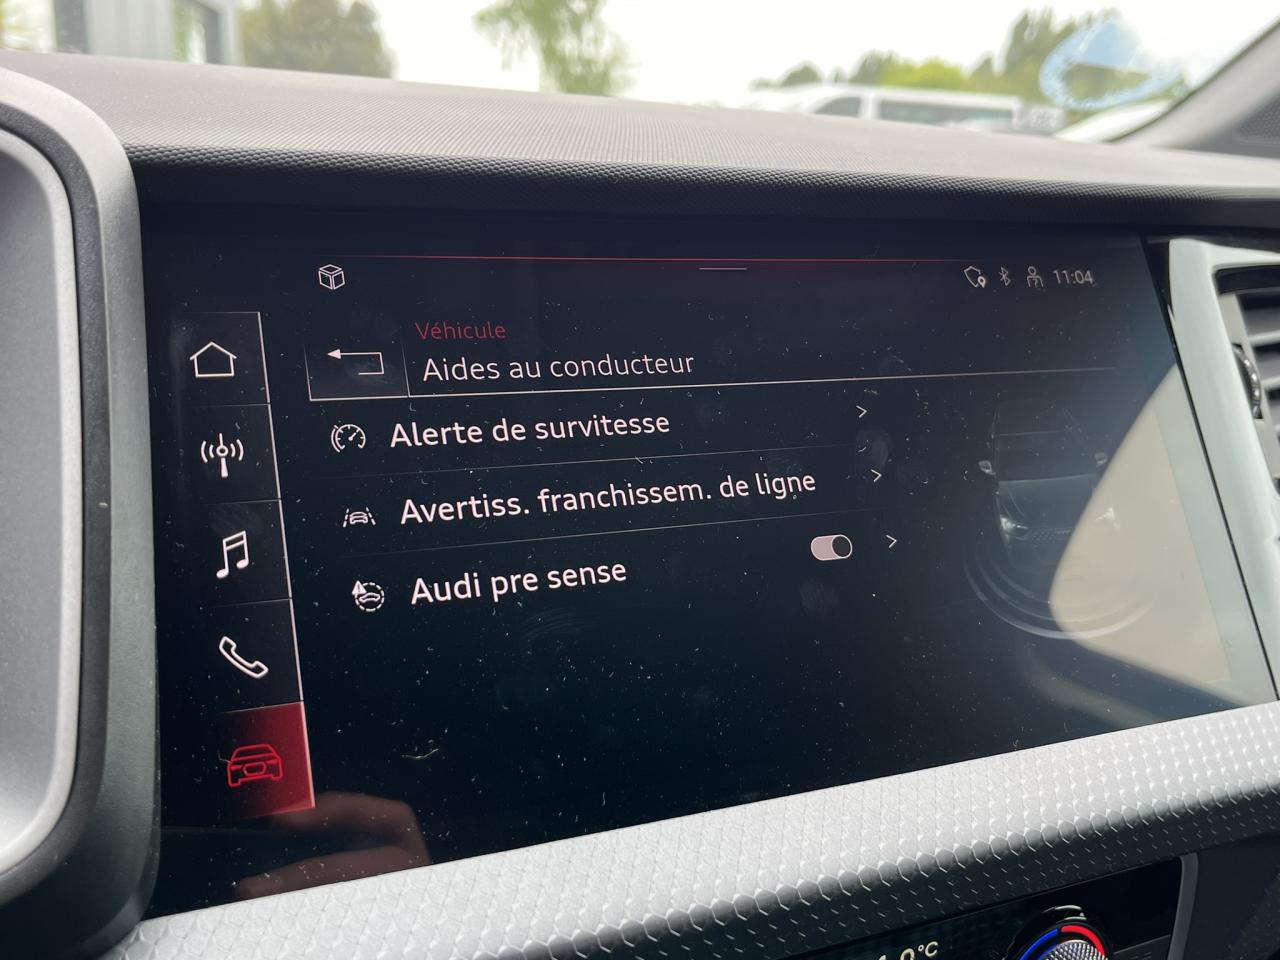 11:04
Véhicule
Aides au conducteur
Alerte de survitesse
Avertiss. franchissem. de ligne
Audi pre sense
°C